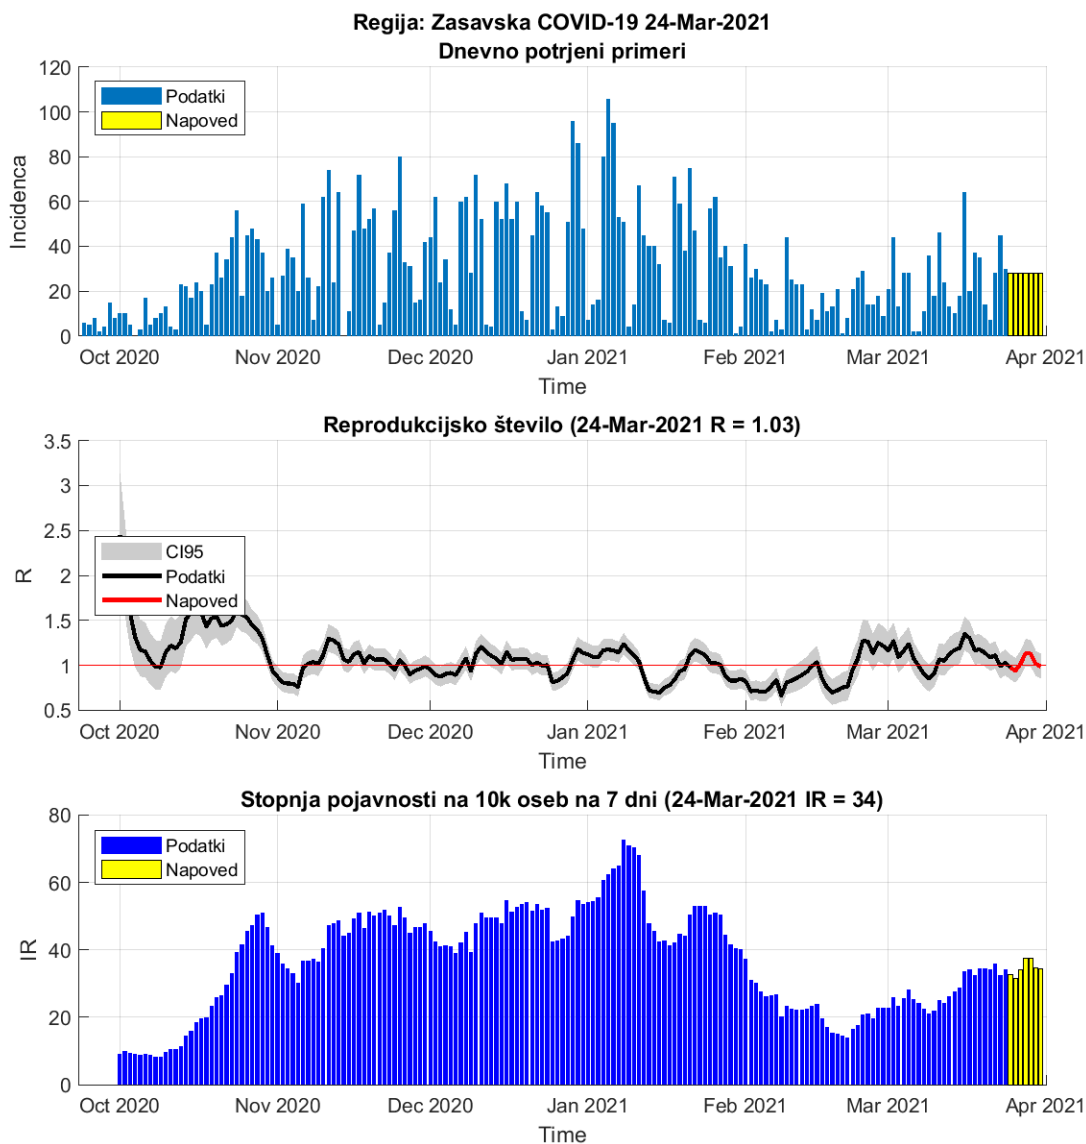 Regija: Zasavska COVID-19 24-Mar-2021
Dnevno potrjeni primeri
120
100
80
60
40
20
0
Incidenca
Podatki
Napoved
Oct 2020 Nov 2020 Dec 2020 Jan 2021 Feb 2021 Mar 2021 Apr 2021
Time
Reprodukcijsko število (24-Mar-2021 R = 1.03)
3.5
3
2.5
2
1.5
1
0.5
R
CI95
Podatki
Napoved
Oct 2020 Nov 2020 Dec 2020 Jan 2021 Feb 2021 Mar 2021 Apr 2021
Time
Stopnja pojavnosti na 10k oseb na 7 dni (24-Mar-2021 IR = 34)
80
60
40
20
0
IR
Podatki
Napoved
Oct 2020 Nov 2020 Dec 2020 Jan 2021 Feb 2021 Mar 2021 Apr 2021
Time